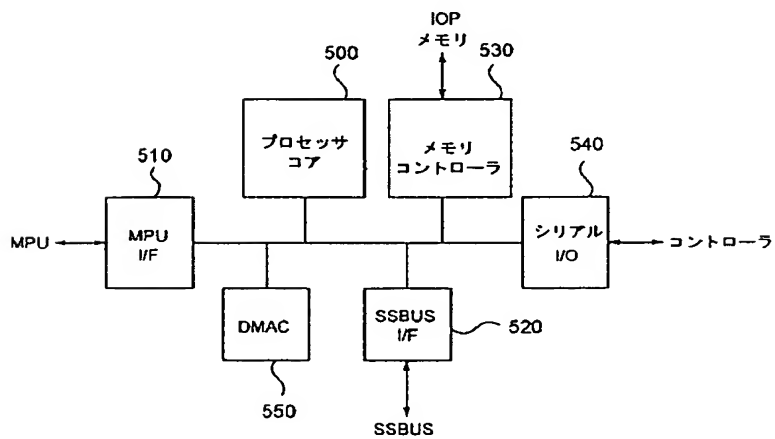 IOP
メモリ
500
530
プロセッサ
コア
メモリ
コントローラ
510
540
MPU
MPU
I/F
シリアル
I/O
コントローラ
DMAC
SSBUS
I/F
520
550
SSBUS